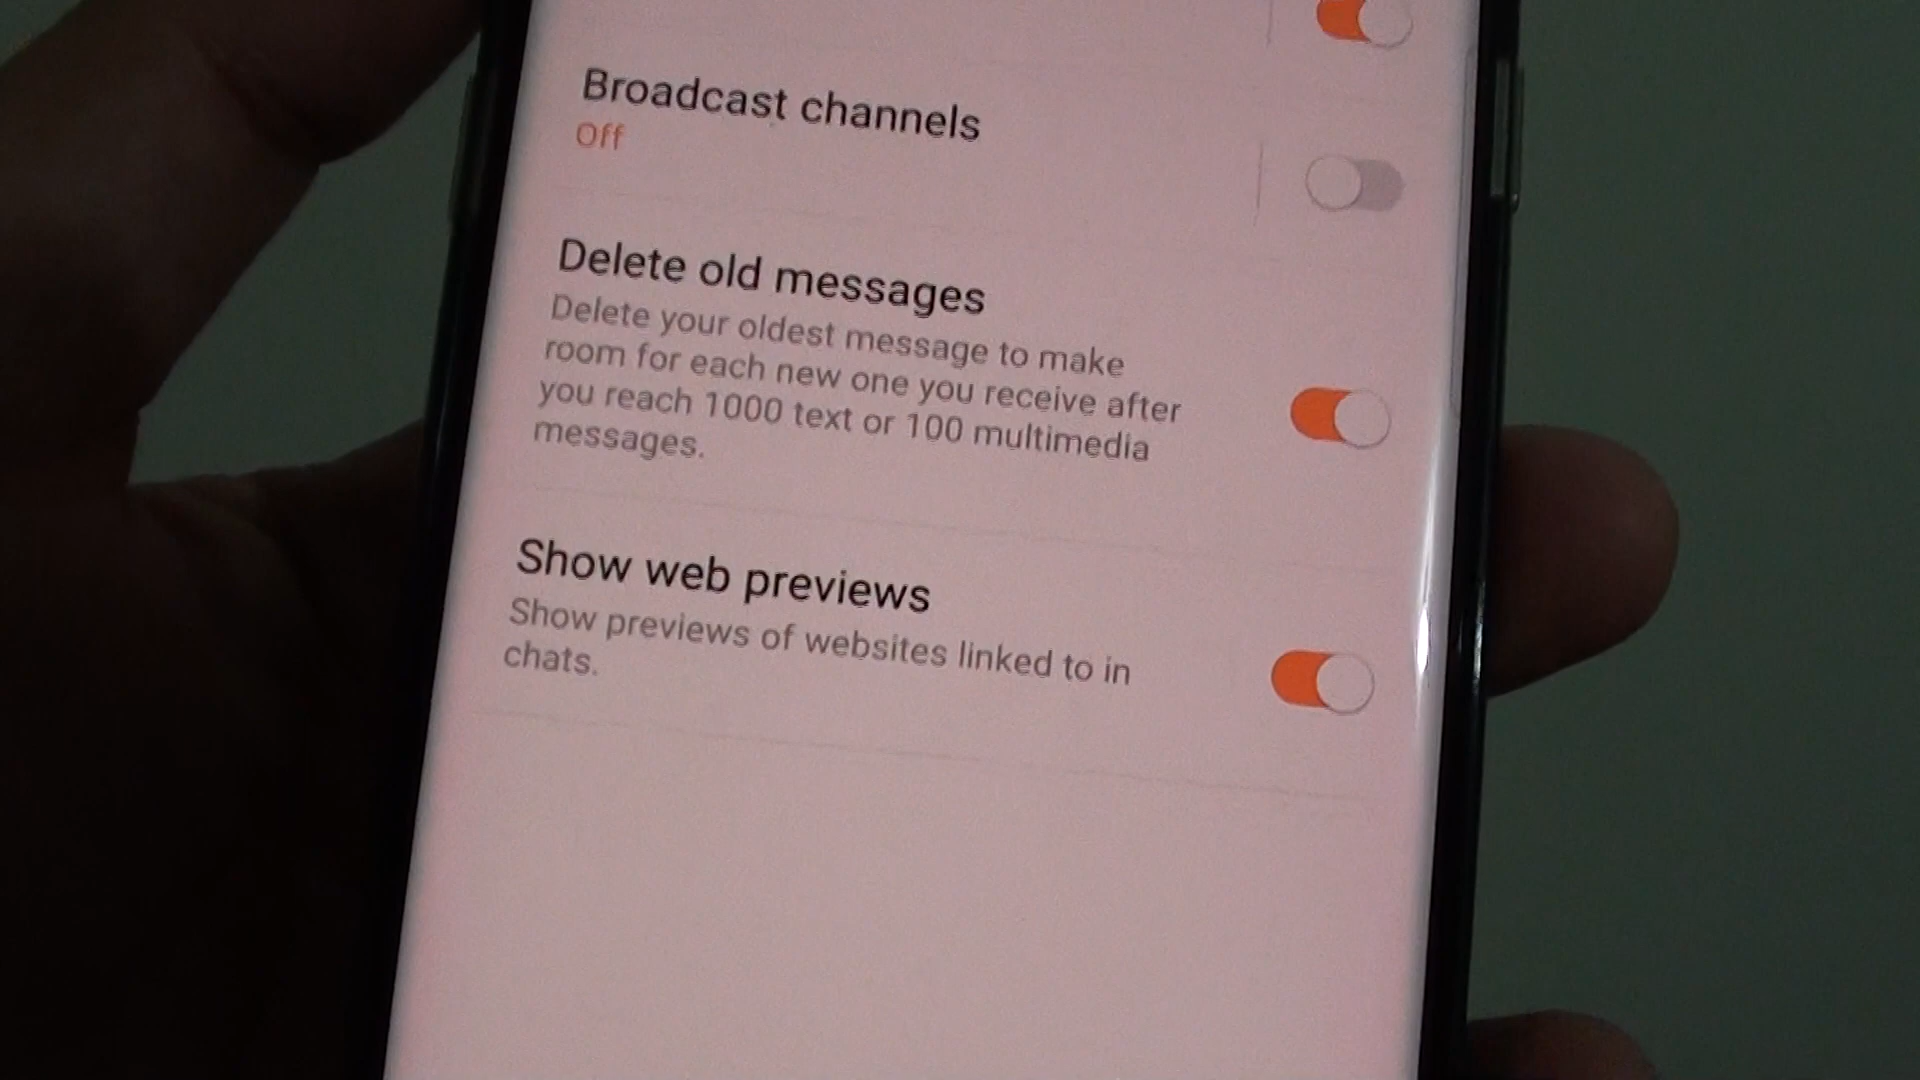 Broadcast channels
Off
Delete old messages
Delete your oldest message to make
room for each new one you receive after
you reach 1000 text or 100 multimedia
messages.
Show web previews
Show previews of websites linked to in
chats.